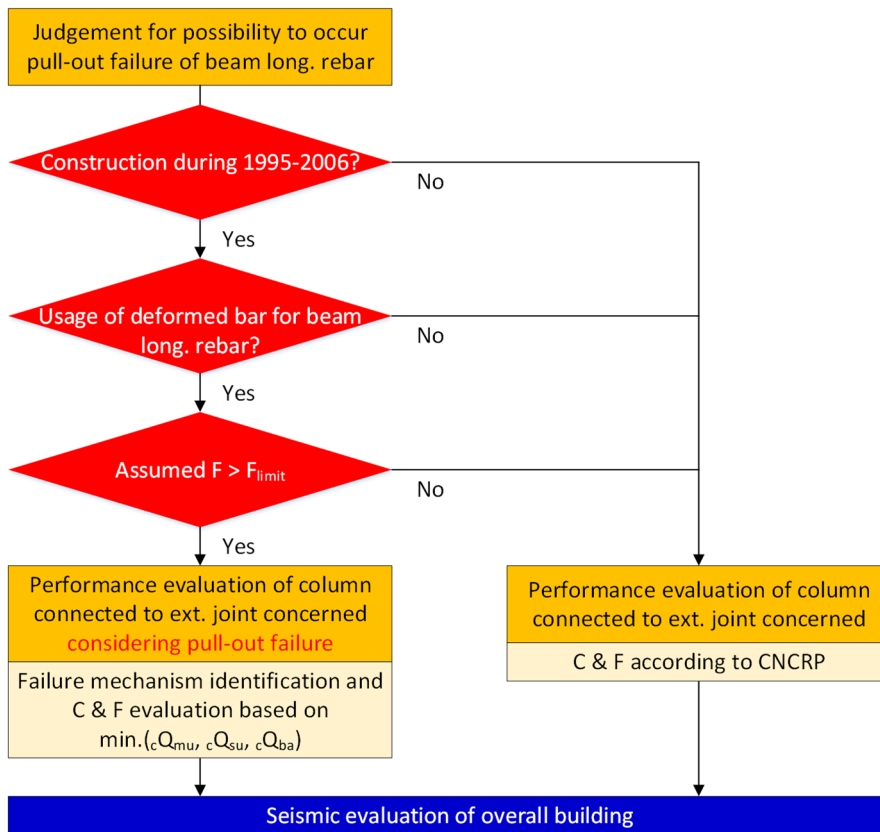 Judgement for possibility to occur
pull-out failure of beam long. rebar
Construction during 1995-2006?
No
Yes
Usage of deformed bar for beam
long. rebar?
No
Yes
Assumed F > Flimit
No
Yes
Performance evaluation of column
connected to ext. joint concerned
considering pull-out failure
Failure mechanism identification and
C & F evaluation based on
min.(cQmu, cQsu, cQba)
Performance evaluation of column
connected to ext. joint concerned
C & F according to CNCRP
Seismic evaluation of overall building